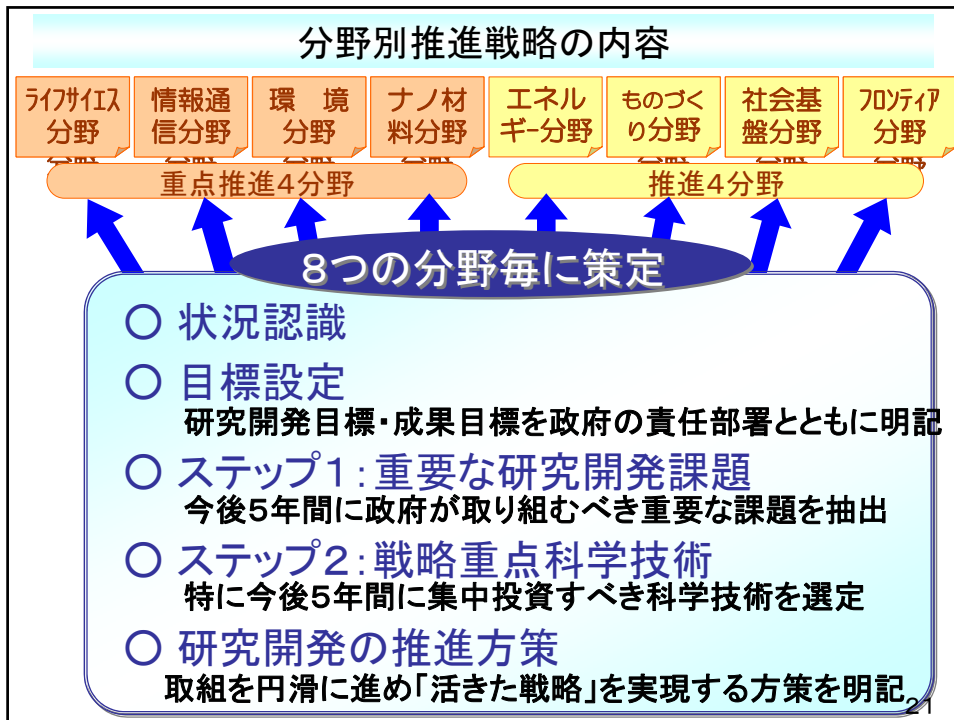 分野別推進戦略の内容
ﾗｲﾌｻｲｴｽ
分野
情報通
信分野
環　境
分野
ナノ材
料分野
エネル
ギー分野
ものづく
り分野
社会基
盤分野
ﾌﾛﾝﾃｨｱ
分野
重点推進4分野
推進4分野
8つの分野毎に策定
○ 状況認識
○ 目標設定
研究開発目標・成果目標を政府の責任部署とともに明記
○ ステップ1：重要な研究開発課題
今後5年間に政府が取り組むべき重要な課題を抽出
○ ステップ2：戦略重点科学技術
特に今後5年間に集中投資すべき科学技術を選定
○ 研究開発の推進方策
取組を円滑に進め「活きた戦略」を実現する方策を明記
21